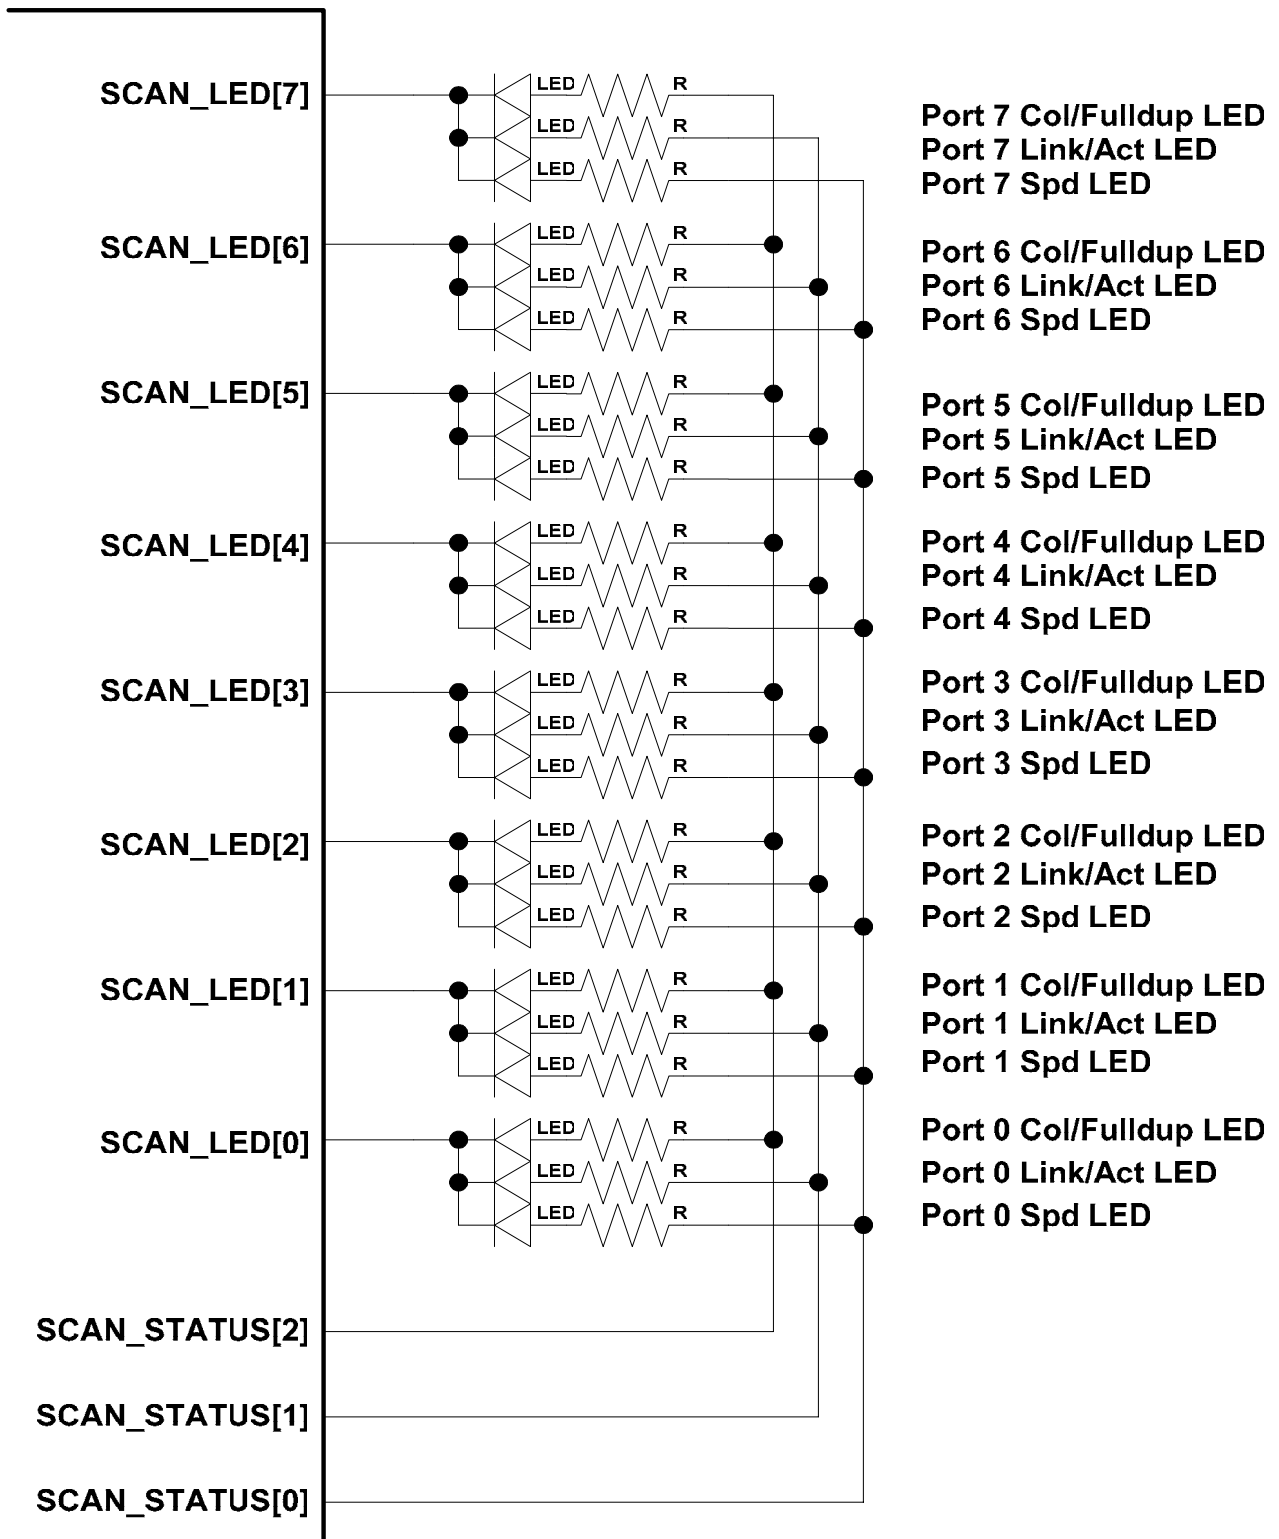 SCAN_LED[7] LED R
LED R
LED R
Port 7 Col/Fulldup LED
Port 7 Link/Act LED
Port 7 Spd LED
SCAN_LED[6] LED R
LED R
LED R
Port 6 Col/Fulldup LED
Port 6 Link/Act LED
Port 6 Spd LED
SCAN_LED[5] LED R
LED R
LED R
Port 5 Col/Fulldup LED
Port 5 Link/Act LED
Port 5 Spd LED
SCAN_LED[4] LED R
LED R
LED R
Port 4 Col/Fulldup LED
Port 4 Link/Act LED
Port 4 Spd LED
SCAN_LED[3] LED R
LED R
LED R
Port 3 Col/Fulldup LED
Port 3 Link/Act LED
Port 3 Spd LED
SCAN_LED[2] LED R
LED R
LED R
Port 2 Col/Fulldup LED
Port 2 Link/Act LED
Port 2 Spd LED
SCAN_LED[1] LED R
LED R
LED R
Port 1 Col/Fulldup LED
Port 1 Link/Act LED
Port 1 Spd LED
SCAN_LED[0] LED R
LED R
LED R
Port 0 Col/Fulldup LED
Port 0 Link/Act LED
Port 0 Spd LED
SCAN_STATUS[2]
SCAN_STATUS[1]
SCAN_STATUS[0]